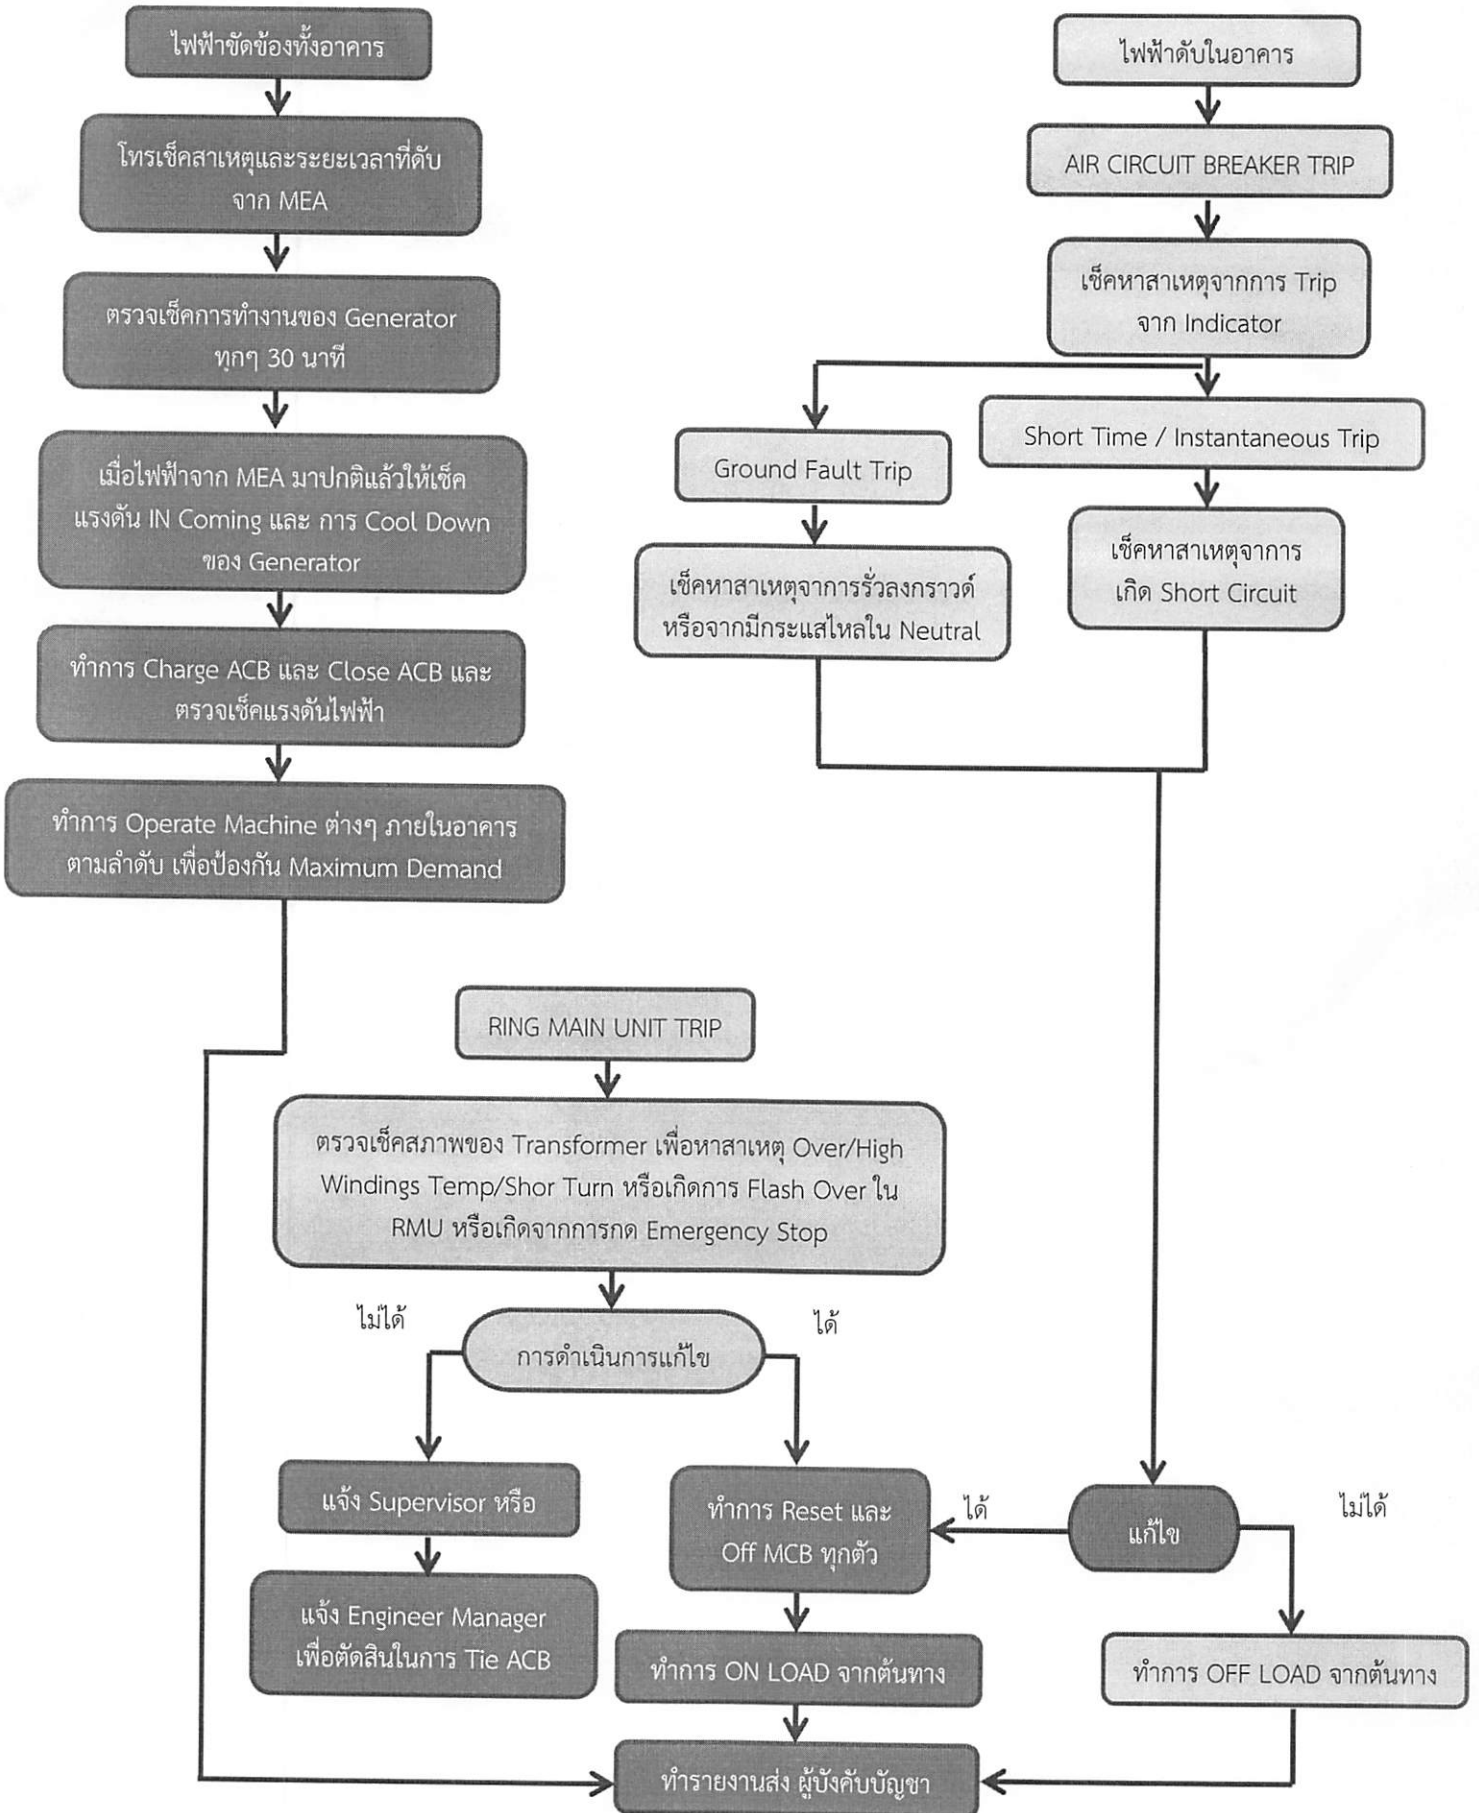 ไฟฟ้าขัดข้องทั้งอาคาร
โทรเช็คสาเหตุและระยะเวลาที่ดับ
จาก MEA
ตรวจเช็คการทำงานของ Generator
ทุกๆ 30 นาที
เมื่อไฟฟ้าจาก MEA มาปกติแล้วให้เช็ค
แรงดัน IN Coming และ การ Cool Down
ของ Generator
ทำการ Charge ACB และ Close ACB และ
ตรวจเช็คแรงดันไฟฟ้า
ทำการ Operate Machine ต่างๆ ภายในอาคาร
ตามลำดับ เพื่อป้องกัน Maximum Demand
ไฟฟ้าดับในอาคาร
AIR CIRCUIT BREAKER TRIP
เช็คหาสาเหตุจากการ Trip
จาก Indicator
Ground Fault Trip
Short Time / Instantaneous Trip
เช็คหาสาเหตุจาการรั่วลงกราวด์
หรือจากมีกระแสไหลใน Neutral
เช็คหาสาเหตุจาการ
เกิด Short Circuit
RING MAIN UNIT TRIP
ตรวจเช็คสภาพของ Transformer เพื่อหาสาเหตุ Over/High
Windings Temp/Shor Turn หรือเกิดการ Flash Over ใน
RMU หรือเกิดจากการกด Emergency Stop
ไม่ได้
ได้
การดำเนินการแก้ไข
แจ้ง Supervisor หรือ
แจ้ง Engineer Manager
เพื่อตัดสินในการ Tie ACB
ทำการ Reset และ
Off MCB ทุกตัว
ได้
แก้ไข
ไม่ได้
ทำการ ON LOAD จากต้นทาง
ทำการ OFF LOAD จากต้นทาง
ทำรายงานส่ง ผู้บังคับบัญชา